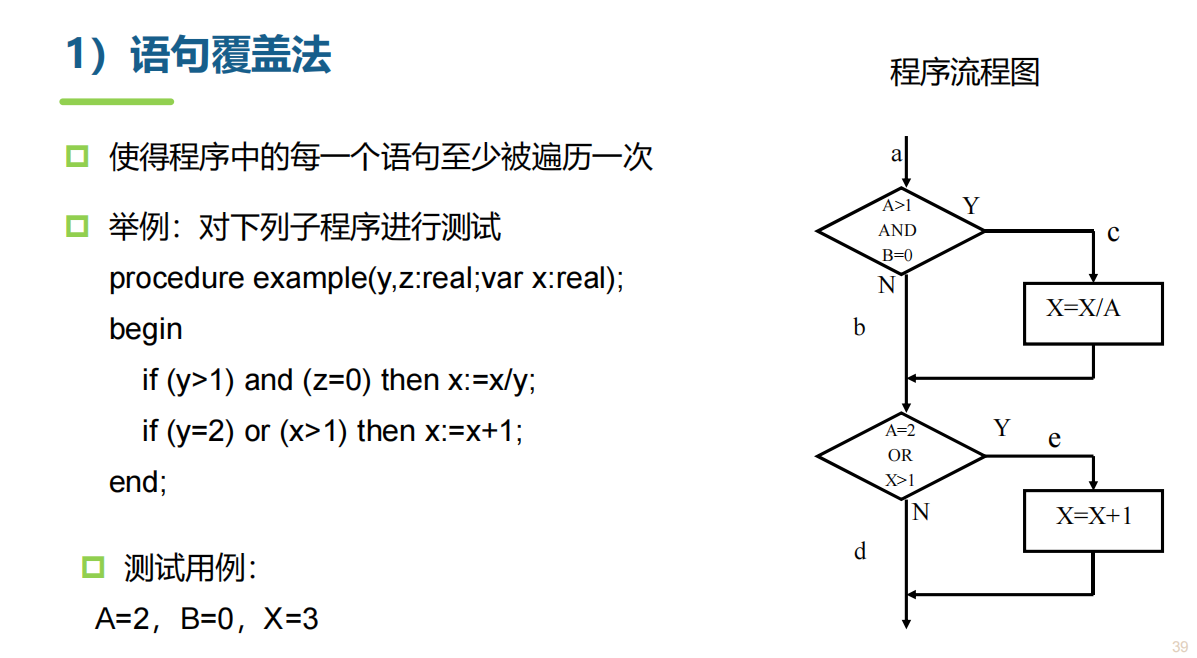 1）语句覆盖法
使得程序中的每一个语句至少被遍历一次
举例：对下列子程序进行测试
procedure example(y,z:real;var x:real);
begin
if (y>1) and (z=0) then x:=x/y;
if (y=2) or (x>1) then x:=x+1;
end;
测试用例：
A=2，B=0，X=3
程序流程图
a
A>1
AND
B=0
Y
c
N
X=X/A
b
A=2
OR
X>1
Y
e
N
X=X+1
d
39